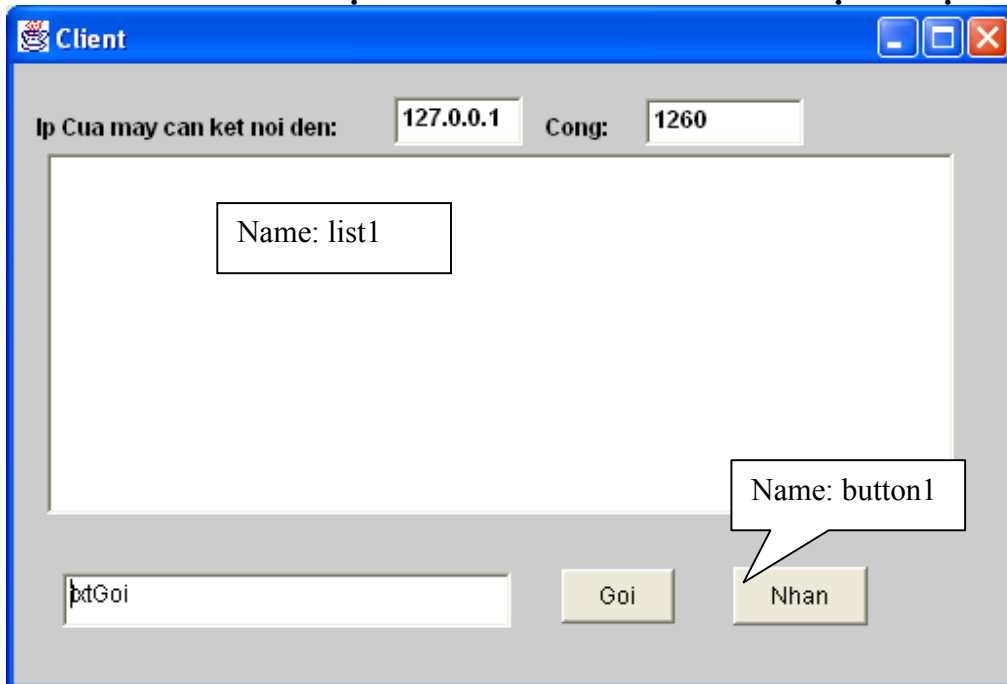 Client
Ip Cua may can ket noi den: 127.0.0.1 Cong: 1260
Name: list1
Name: button1
txtGoi Goi Nhan